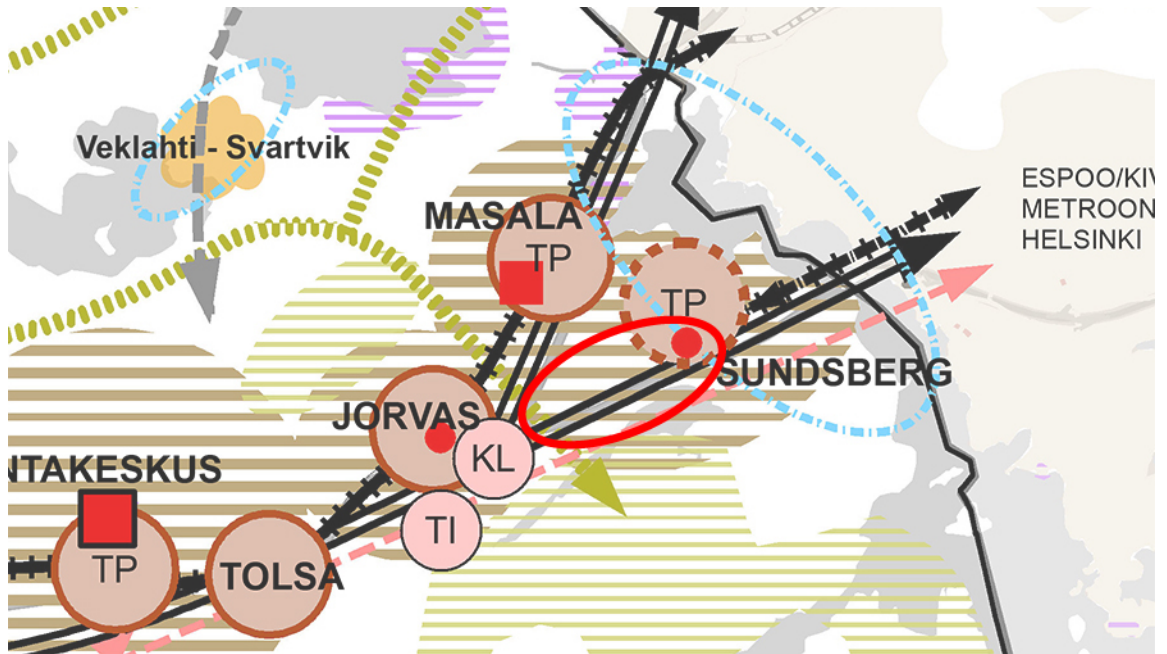 Veklahti - Svartvik
MASALA
TP
ESPOO/KIV
METROON
HELSINKI
TP
SUNDSBERG
JORVAS
KL
NTAKESKUS
TI
TP
TOLSA